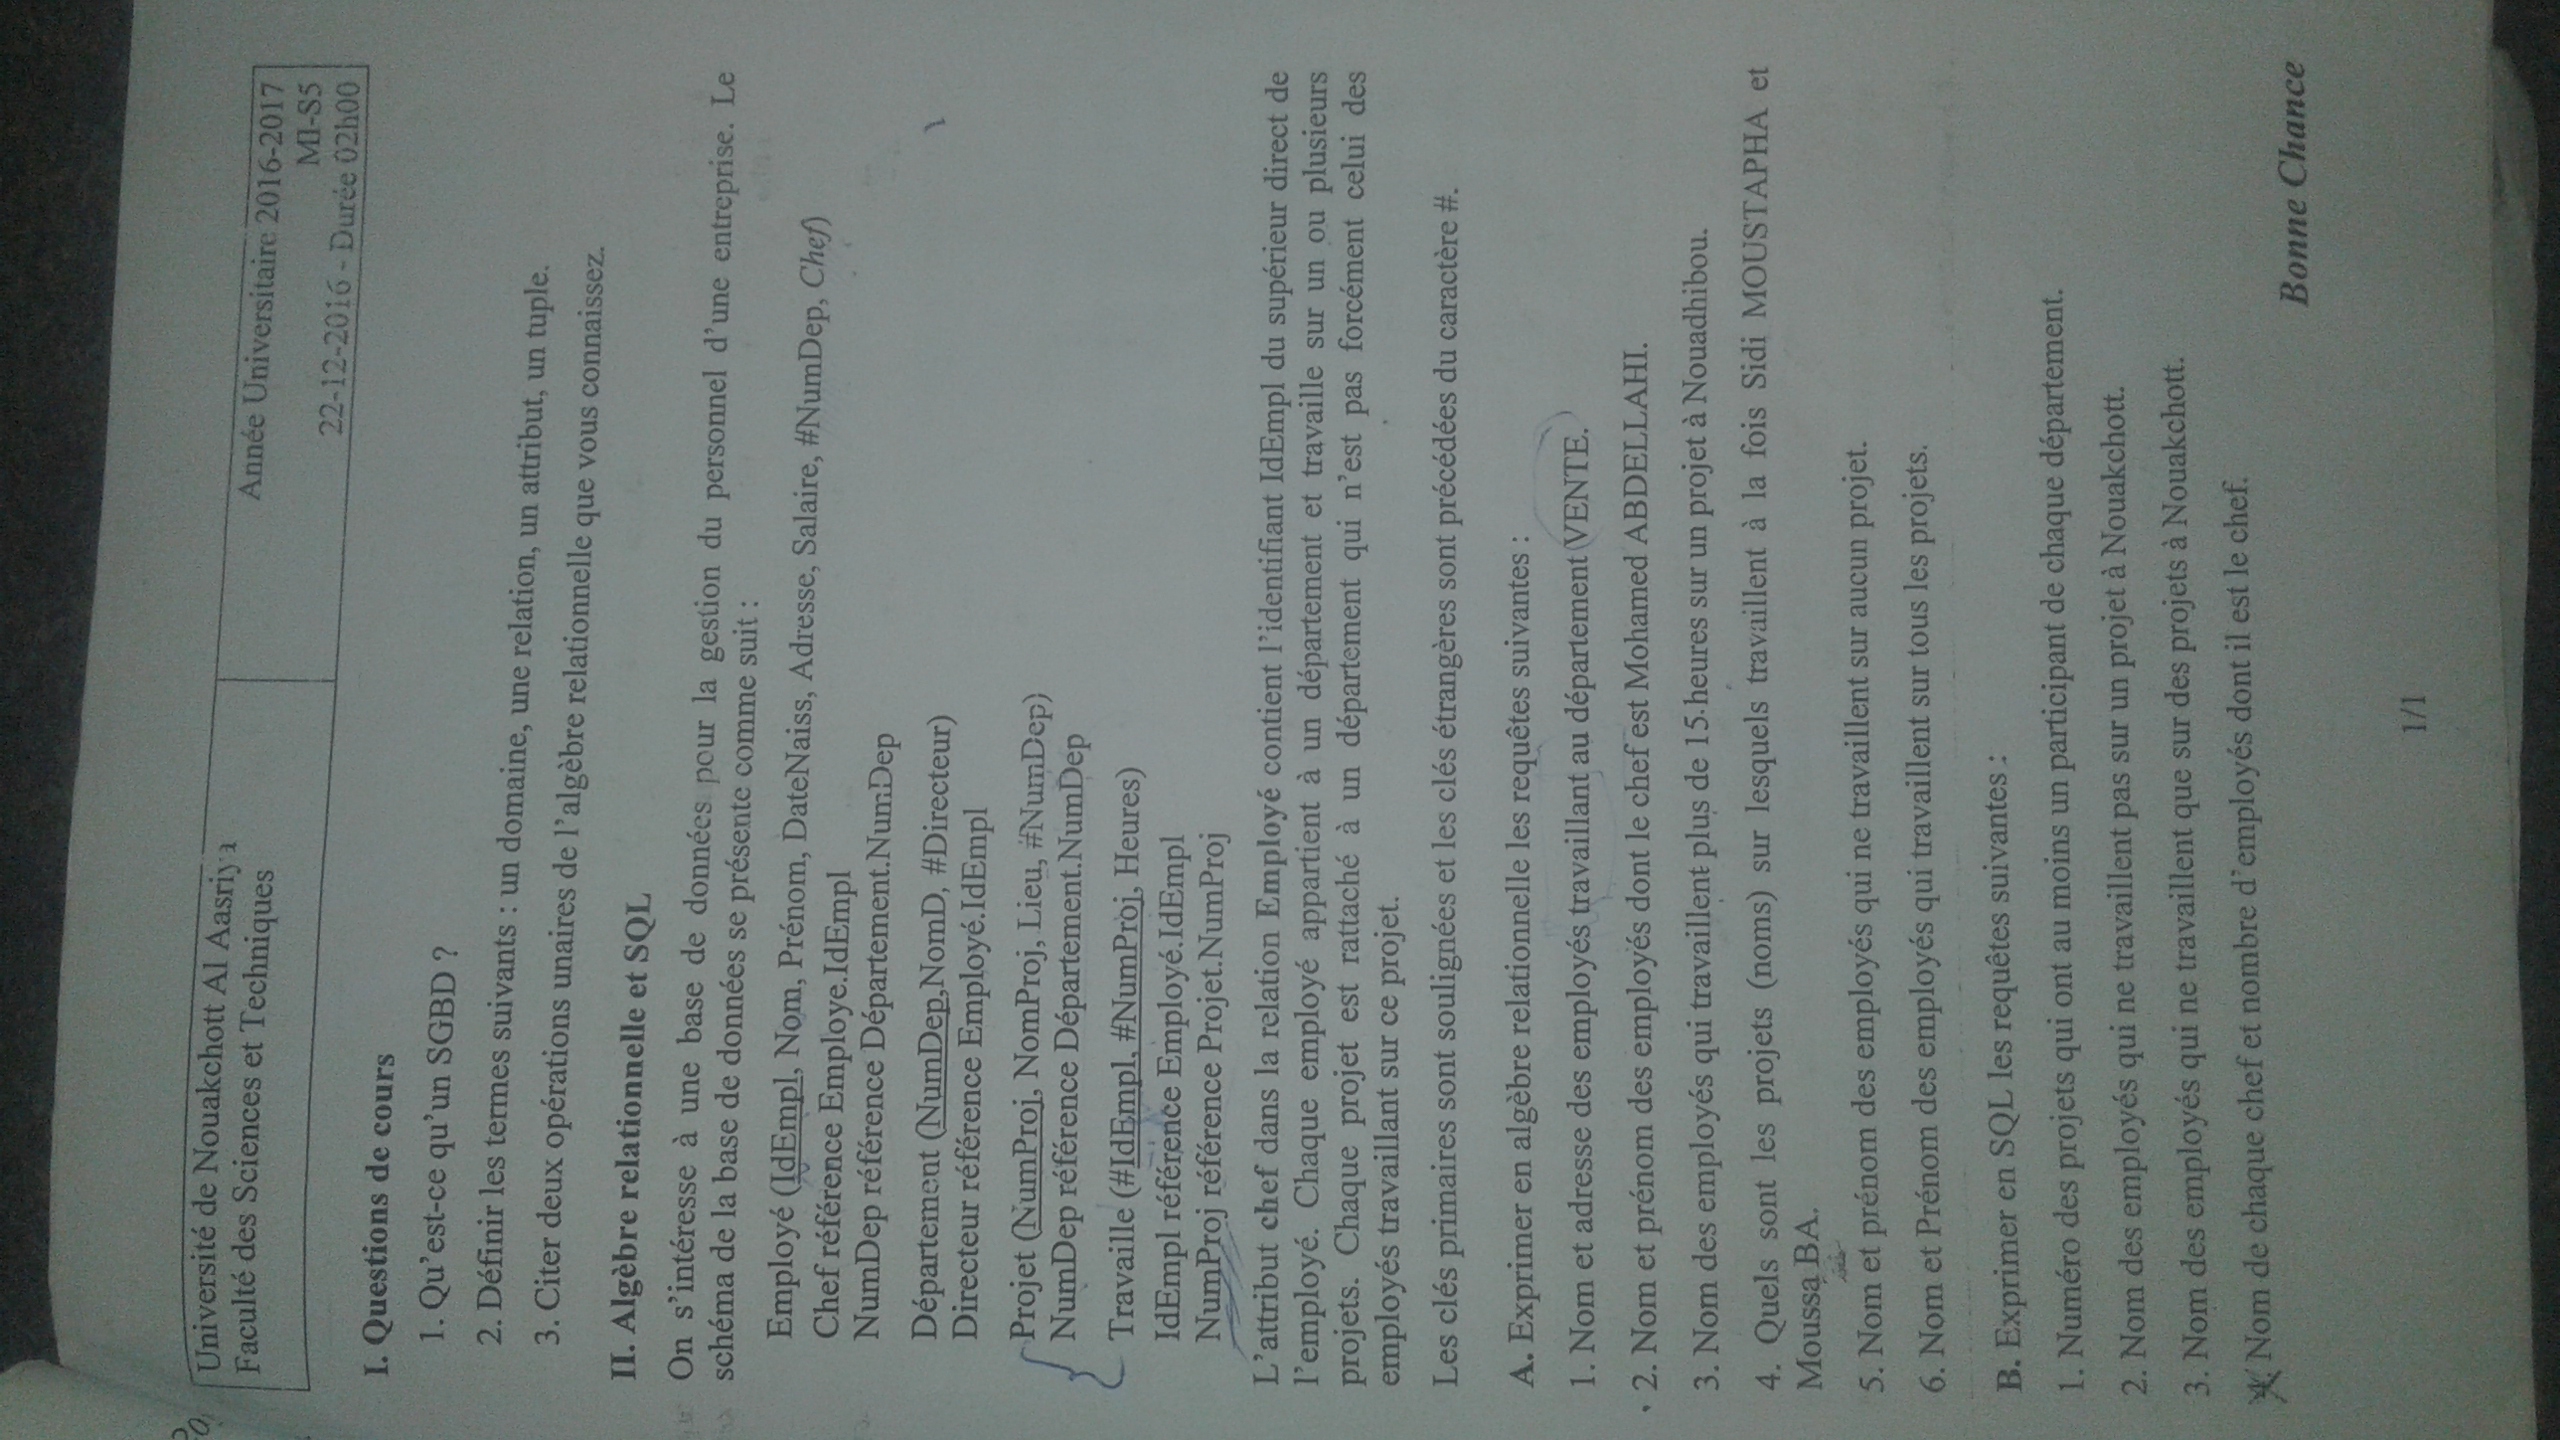 Université de Nouakchott Al Aasriya
Faculté des Sciences et Techniques
Année Universitaire 2016-2017
MI-S5
22-12-2016 - Durée 02h00
I. Questions de cours
1. Qu'est-ce qu'un SGBD ?
2. Définir les termes suivants : un domaine, une relation, un attribut, un tuple.
3. Citer deux opérations unaires de l'algèbre relationnelle que vous connaissez.
II. Algèbre relationnelle et SQL
On s'intéresse à une base de données pour la gestion du personnel d'une entreprise. Le
schéma de la base de données se présente comme suit :
Employé (IdEmpl, Nom, Prénom, DateNaiss, Adresse, Salaire, #NumDep, Chef)
Chef référence Employe.IdEmpl
NumDep référence Département.NumDep
Département (NumDep,NomD, #Directeur)
Directeur référence Employé.IdEmpl
Projet (NumProj, NomProj, Lieu, #NumDep)
NumDep référence Département.NumDep
Travaille (#IdEmpl, #NumProj, Heures)
IdEmpl référence Employé.IdEmpl
NumProj référence Projet.NumProj
L'attribut chef dans la relation Employé contient l'identifiant IdEmpl du supérieur direct de
l'employé. Chaque employé appartient à un département et travaille sur un ou plusieurs
projets. Chaque projet est rattaché à un département qui n'est pas forcément celui des
employés travaillant sur ce projet.
Les clés primaires sont soulignées et les clés étrangères sont précédées du caractère #.
A. Exprimer en algèbre relationnelle les requêtes suivantes :
1. Nom et adresse des employés travaillant au département VENTE.
2. Nom et prénom des employés dont le chef est Mohamed ABDELLAHI.
3. Nom des employés qui travaillent plus de 15 heures sur un projet à Nouadhibou.
4. Quels sont les projets (noms) sur lesquels travaillent à la fois Sidi MOUSTAPHA et
Moussa BA.
5. Nom et prénom des employés qui ne travaillent sur aucun projet.
6. Nom et Prénom des employés qui travaillent sur tous les projets.
B. Exprimer en SQL les requêtes suivantes :
1. Numéro des projets qui ont au moins un participant de chaque département.
2. Nom des employés qui ne travaillent pas sur un projet à Nouakchott.
3. Nom des employés qui ne travaillent que sur des projets à Nouakchott.
4. Nom de chaque chef et nombre d'employés dont il est le chef.
Bonne Chance
1/1